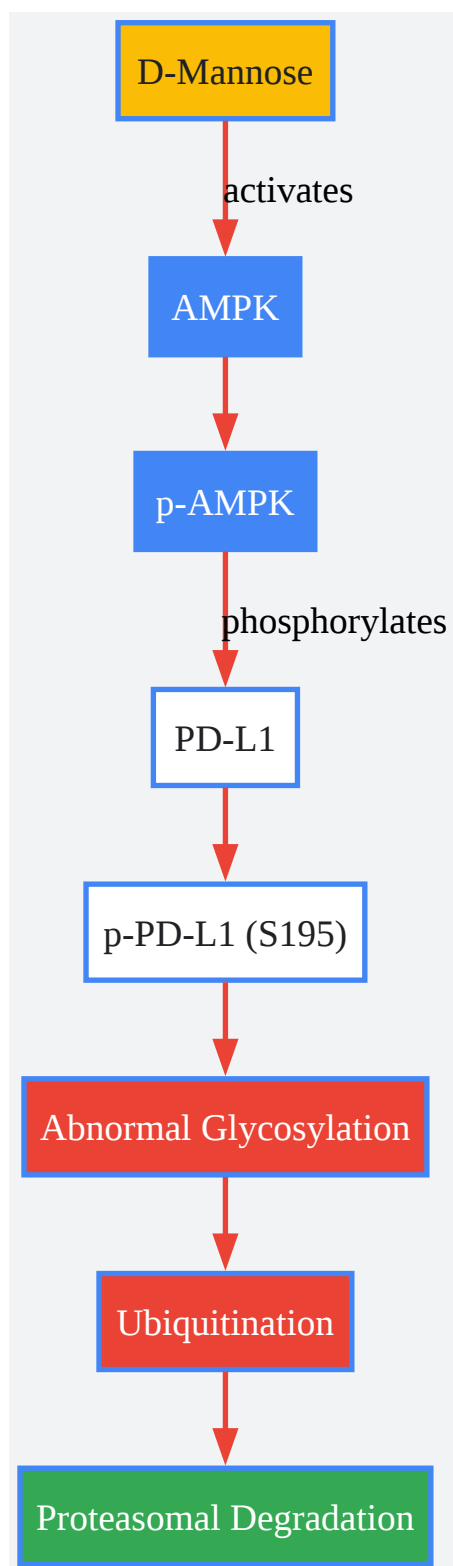 D-Mannose
activates
AMPK
p-AMPK
phosphorylates
PD-L1
p-PD-L1 (S195)
Abnormal Glycosylation
Ubiquitination
Proteasomal Degradation